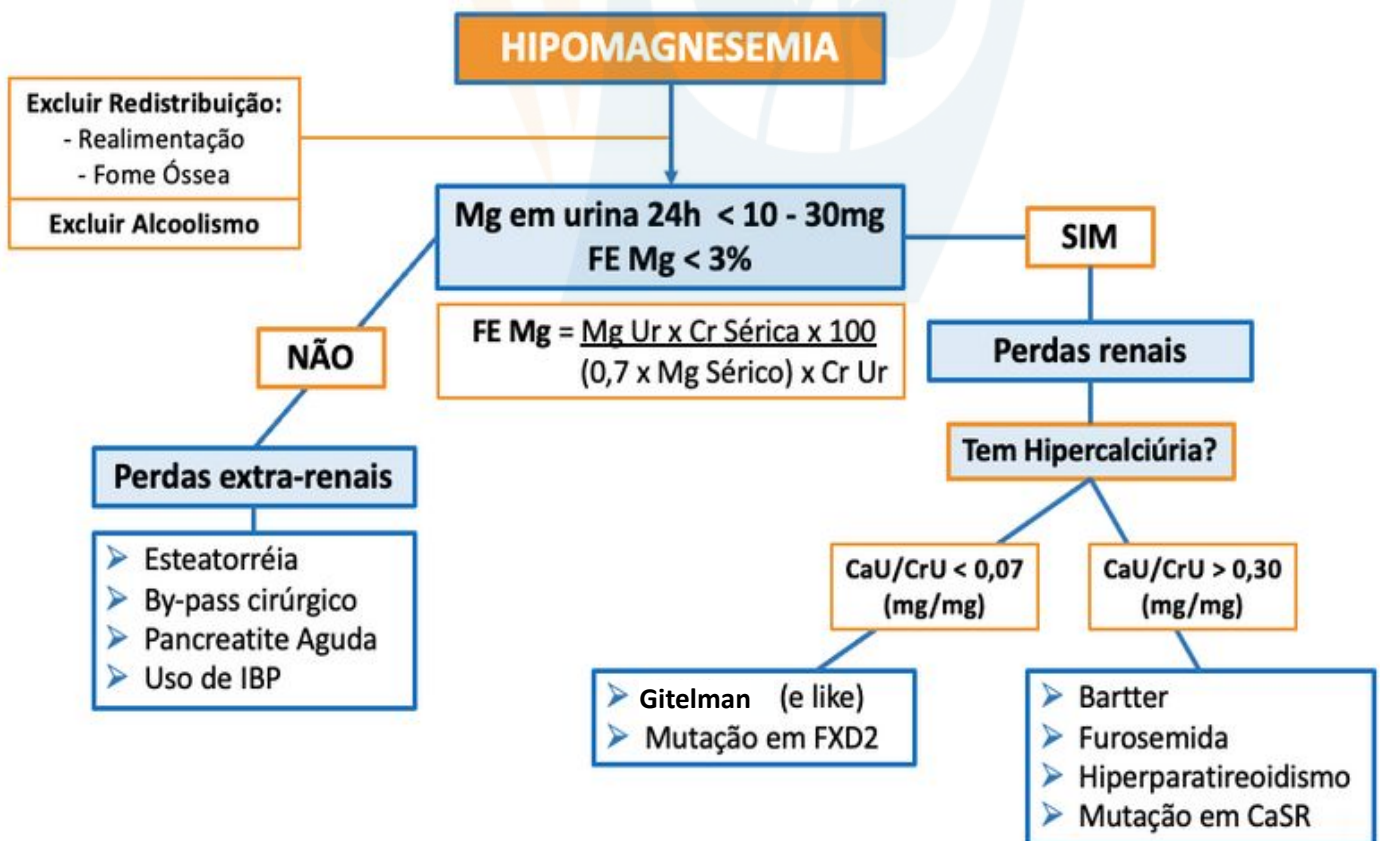 HIPOMAGNESEMIA
Excluir Redistribuição:
- Realimentação
- Fome Óssea
Excluir Alcoolismo
Mg em urina 24h < 10 - 30mg
FE Mg < 3%
SIM
FE Mg = Mg Ur x Cr Sérica x 100
(0,7 x Mg Sérico) x Cr Ur
NÃO
Perdas renais
Perdas extra-renais
Tem Hipercalciúria?
➢ Esteatorréia
➢ By-pass cirúrgico
➢ Pancreatite Aguda
➢ Uso de IBP
CaU/CrU < 0,07
(mg/mg)
CaU/CrU > 0,30
(mg/mg)
➢ Gitelman (e like)
➢ Mutação em FXD2
➢ Bartter
➢ Furosemida
➢ Hiperparatireoidismo
➢ Mutação em CaSR